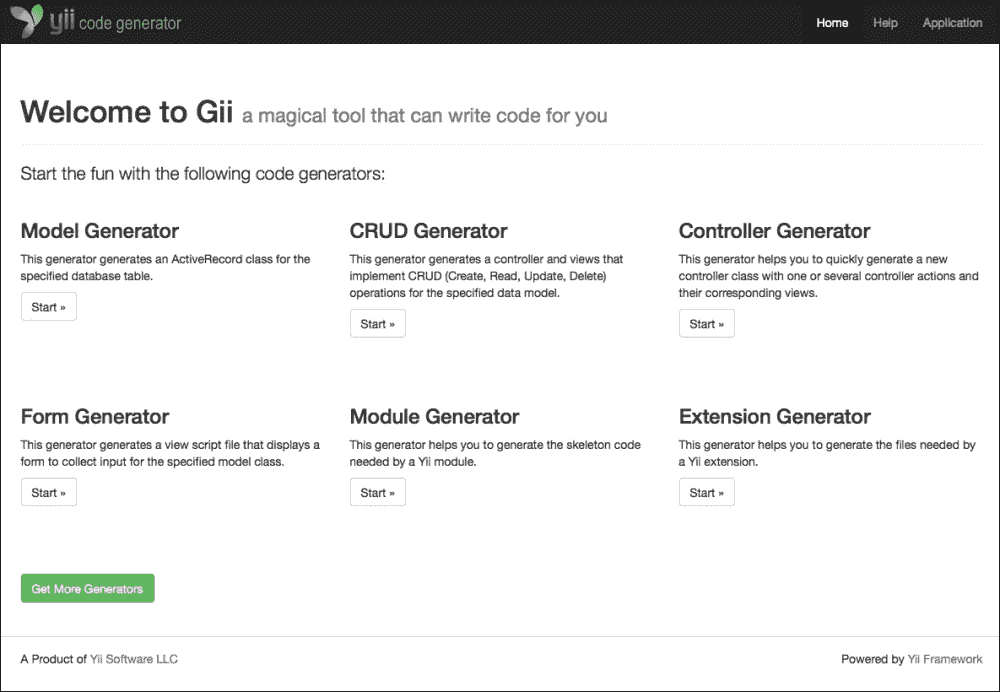 yii code generator
Home Help Application
Welcome to Gii a magical tool that can write code for you
Start the fun with the following code generators:
Model Generator
This generator generates an ActiveRecord class for the
specified database table.
Start »
CRUD Generator
This generator generates a controller and views that
implement CRUD (Create, Read, Update, Delete)
operations for the specified data model.
Start »
Controller Generator
This generator helps you to quickly generate a new
controller class with one or several controller actions and
their corresponding views.
Start »
Form Generator
This generator generates a view script file that displays a
form to collect input for the specified model class.
Start »
Module Generator
This generator helps you to generate the skeleton code
needed by a Yii module.
Start »
Extension Generator
This generator helps you to generate the files needed by
a Yii extension.
Start »
Get More Generators
A Product of Yii Software LLC
Powered by Yii Framework